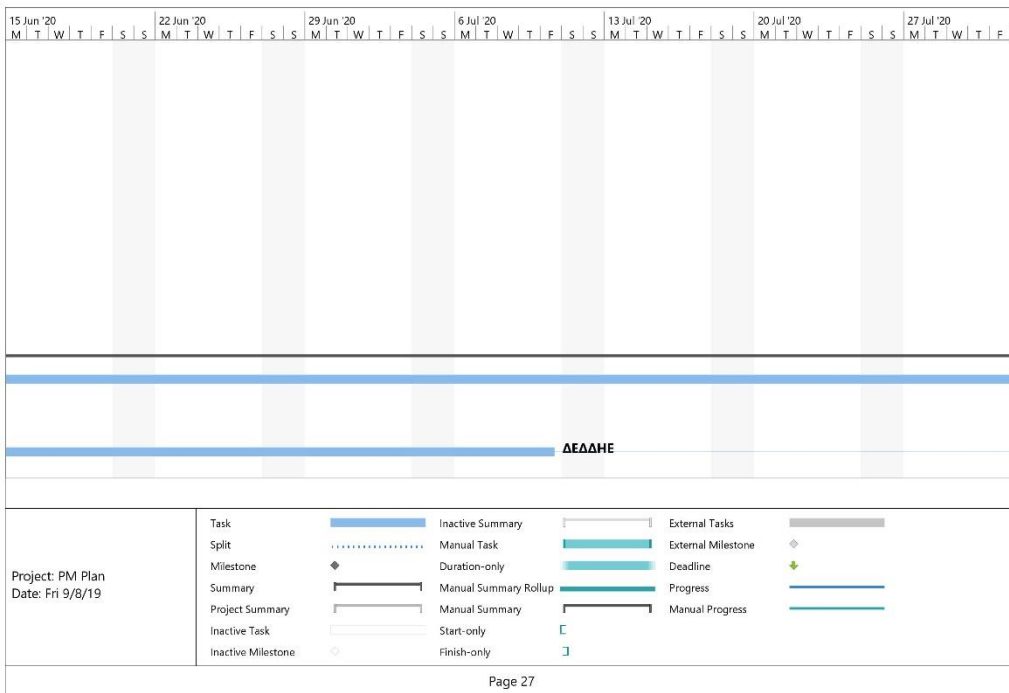 15 Jun '20 22 Jun '20 29 Jun '20 6 Jul '20 13 Jul '20 20 Jul '20 27 Jul '20
M T W T F S S M T W T F S S M T W T F S S M T W T F S S M T W T F S S M T W T F S S M T W T F
ΔΕΔΔΗΕ
Task Inactive Summary External Tasks
Split Manual Task External Milestone
Milestone Duration-only Deadline
Summary Manual Summary Rollup Progress
Project Summary Manual Summary Manual Progress
Inactive Task Start-only
Inactive Milestone Finish-only
Project: PM Plan
Date: Fri 9/8/19
Page 27